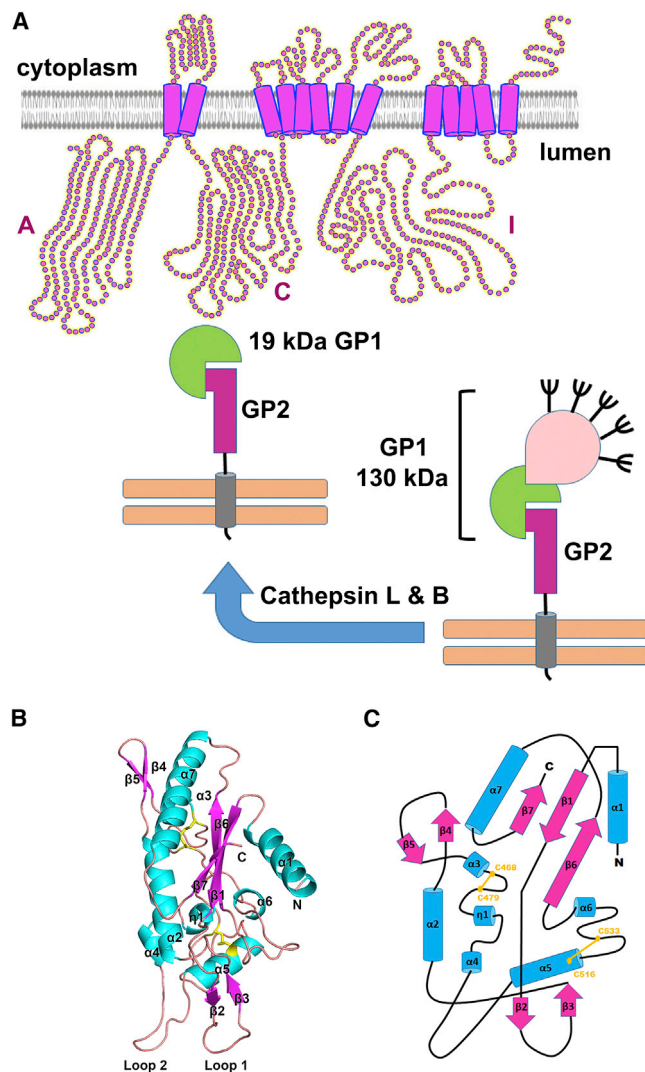 A
cytoplasm
lumen
A
C
I
19 kDa GP1
GP2
GP1
130 kDa
GP2
Cathepsin L & B
B
β4
β5
α7
α3
β6
α1
C
N
β7
β1
α6
η1
α2
α4
α5
β2
β3
Loop 2
Loop 1
C
α7
C
β7
β1
α1
N
β5
β4
β6
α3
C468
C479
α2
η1
α6
C533
α4
α5
C516
β2
β3